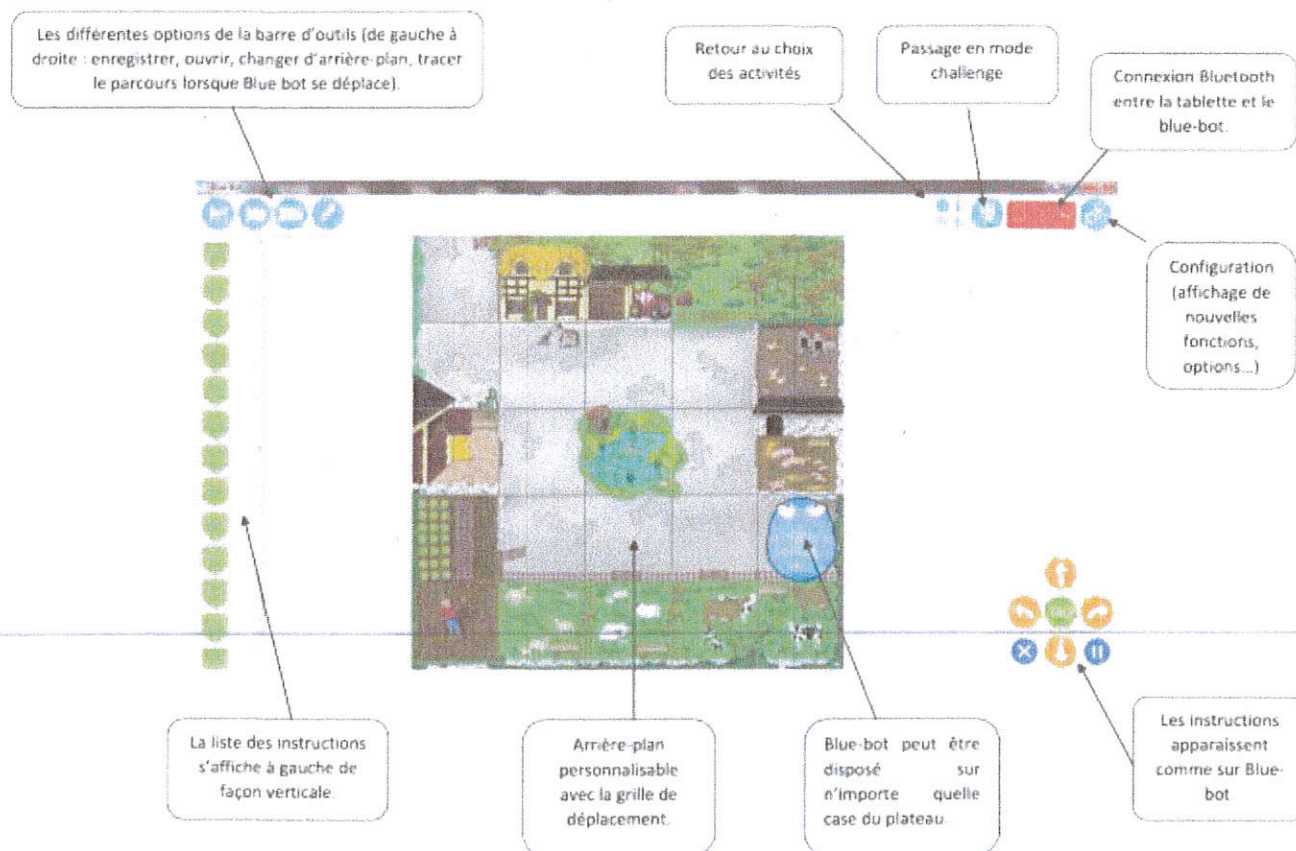 Les différentes options de la barre d'outils (de gauche à
droite : enregistrer, ouvrir, changer d'arrière-plan, tracer
le parcours lorsque Blue bot se déplace).
Retour au choix
des activités
Passage en mode
challenge
Connexion Bluetooth
entre la tablette et le
blue-bot.
Configuration
(affichage de
nouvelles
fonctions,
options...)
La liste des instructions
s'affiche à gauche de
façon verticale.
Arrière-plan
personnalisable
avec la grille de
déplacement.
Blue-bot peut être
disposé sur
n'importe quelle
case du plateau.
Les instructions
apparaissent
comme sur Blue-
bot